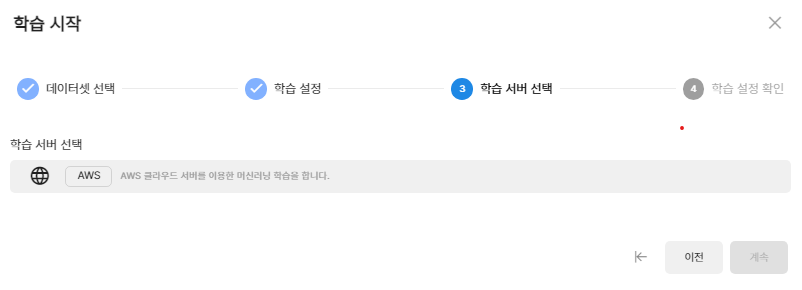 학습 시작
데이터셋 선택
학습 설정
3 학습 서버 선택
4 학습 설정 확인
학습 서버 선택
AWS AWS 클라우드 서버를 이용한 머신러닝 학습을 합니다.
이전 계속